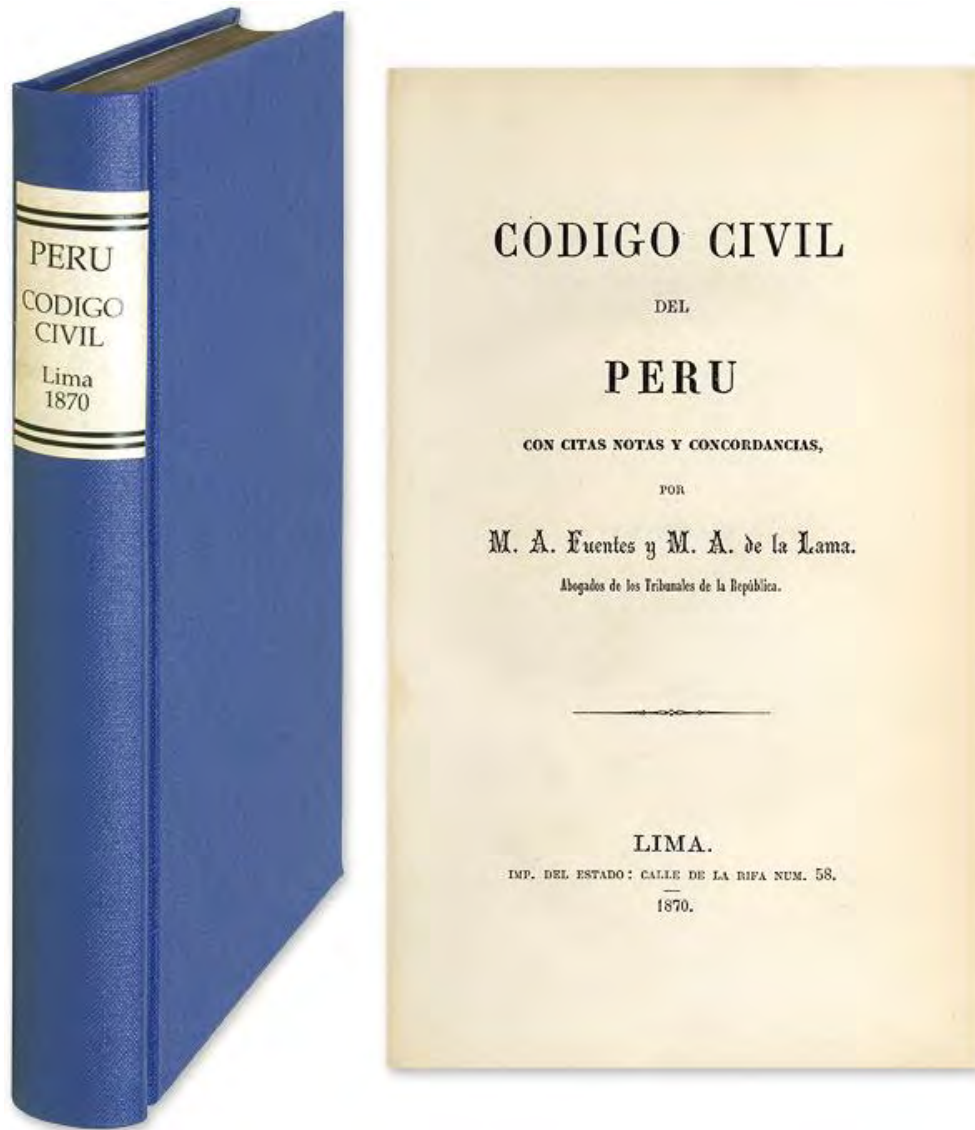 PERU
CODIGO
CIVIL
Lima
1870
CODIGO CIVIL
DEL
PERU
CON CITAS NOTAS Y CONCORDANCIAS,
POR
M. A. Fuentes y M. A. de la Lama.
Abogados de los Tribunales de la República.
LIMA.
IMP. DEL ESTADO: CALLE DE LA RIFA NUM. 58.
1870.